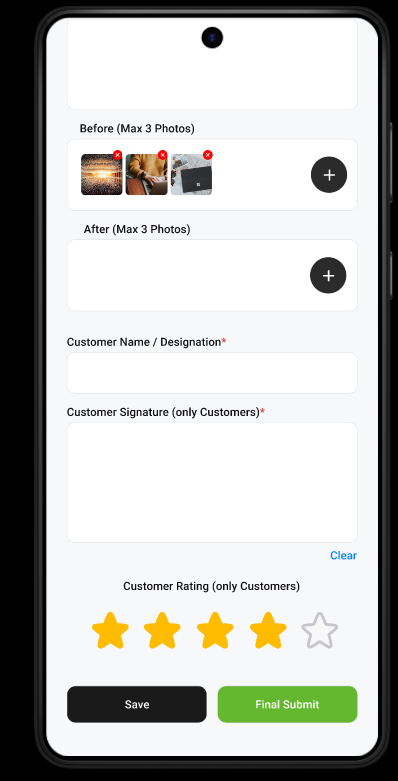 Before (Max 3 Photos)
After (Max 3 Photos)
Customer Name / Designation*
Customer Signature (only Customers)*
Clear
Customer Rating (only Customers)
Save
Final Submit